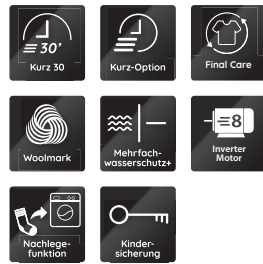 30'
Kurz 30
Kurz-Option
Final Care
Woolmark
Mehrfach-
wasserschutz+
8
Inverter
Motor
Nachlege-
funktion
Kinder-
sicherung